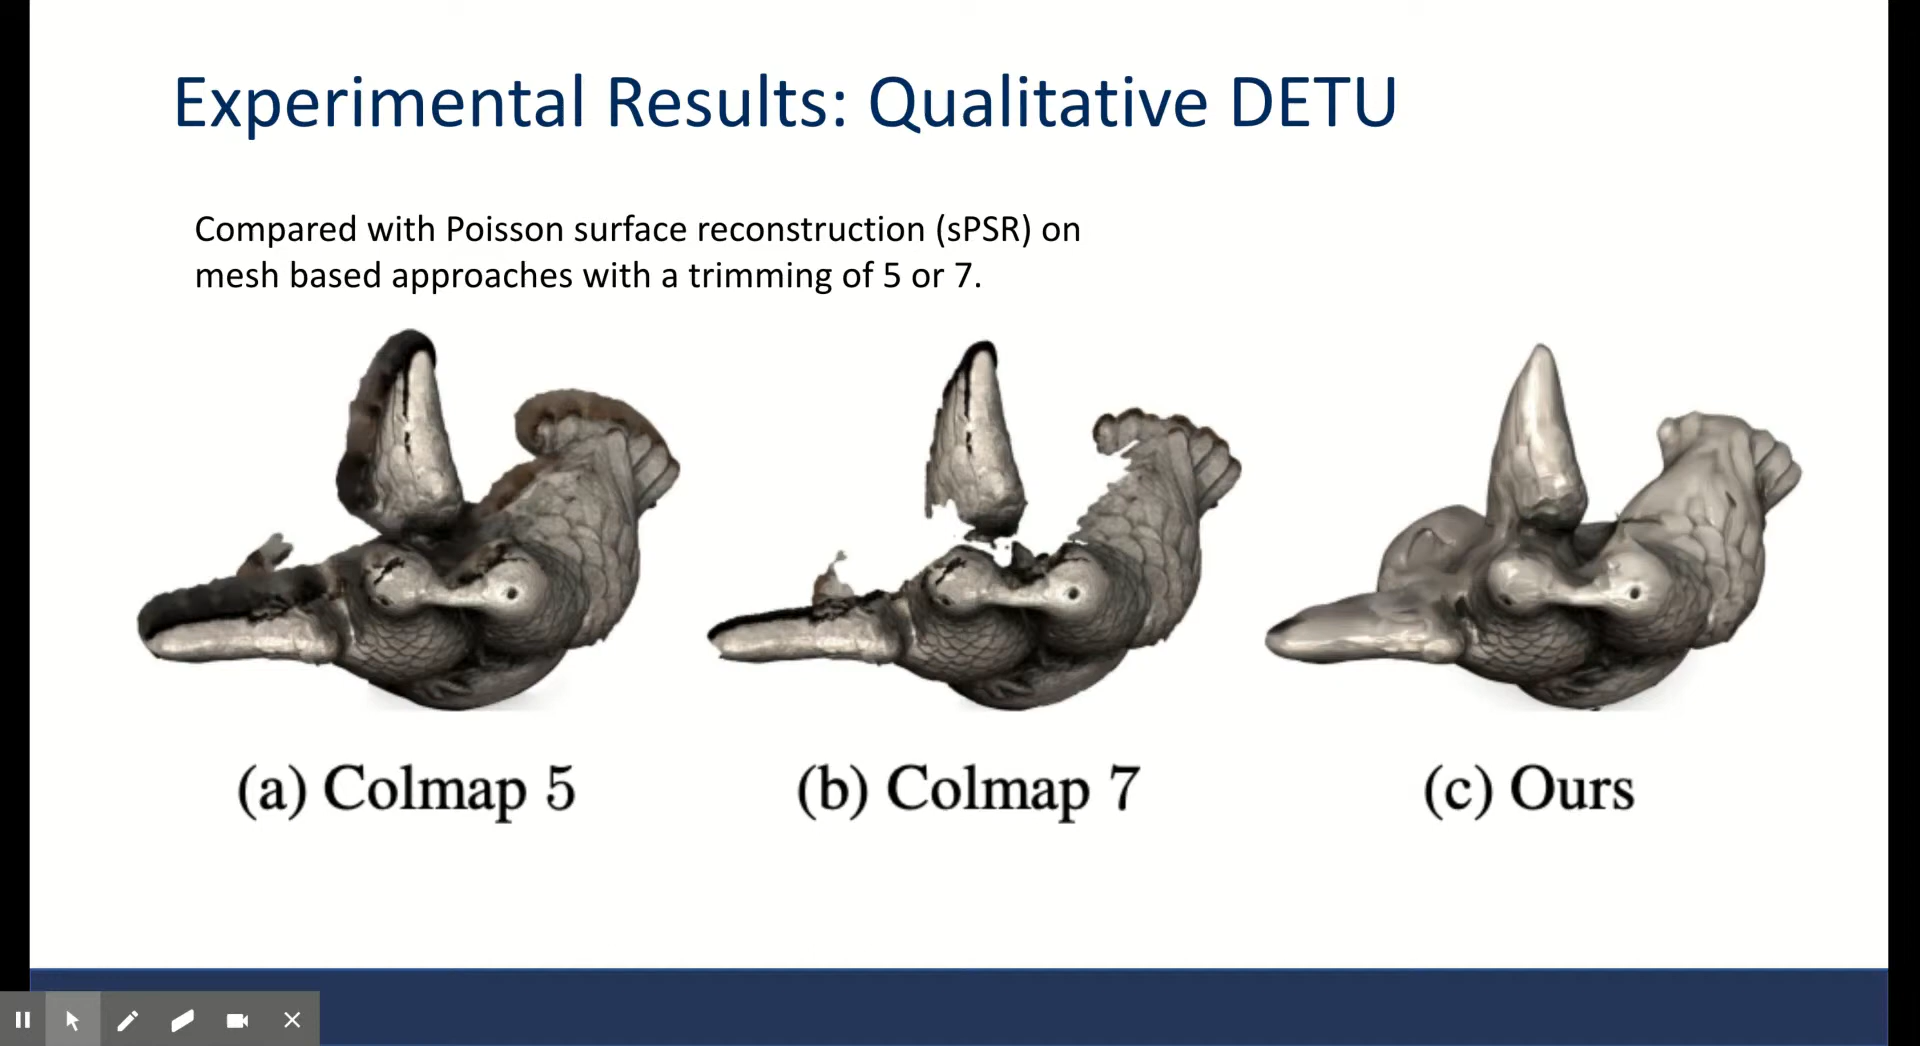 Experimental Results: Qualitative DETU
Compared with Poisson surface reconstruction (sPSR) on
mesh based approaches with a trimming of 5 or 7.
(a) Colmap 5
(b) Colmap 7
(c) Ours